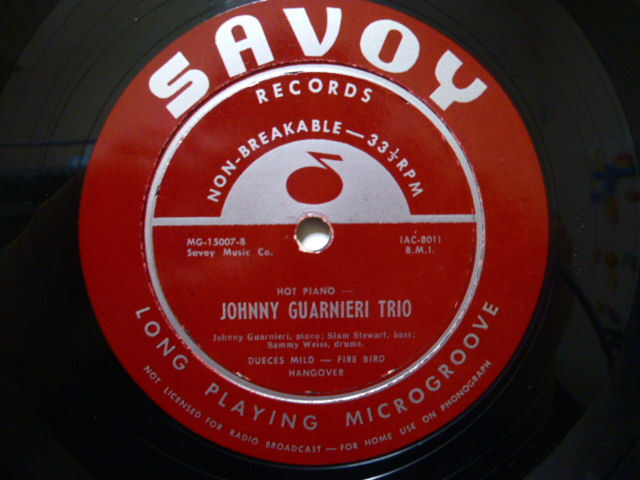 SAVOY
RECORDS
NON-BREAKABLE — 33⅓ RPM
MG-15007-B
Savoy Music Co.
(AC-801)
B.M.I.
HOT PIANO —
JOHNNY GUARNIERI TRIO
Johnny Guarnieri, piano; Slam Stewart, bass;
Sammy Weiss, drums.
DUECES MILD — FIRE BIRD
HANGOVER
LONG PLAYING MICROGROOVE
NOT LICENSED FOR RADIO BROADCAST — FOR HOME USE ON PHONOGRAPH